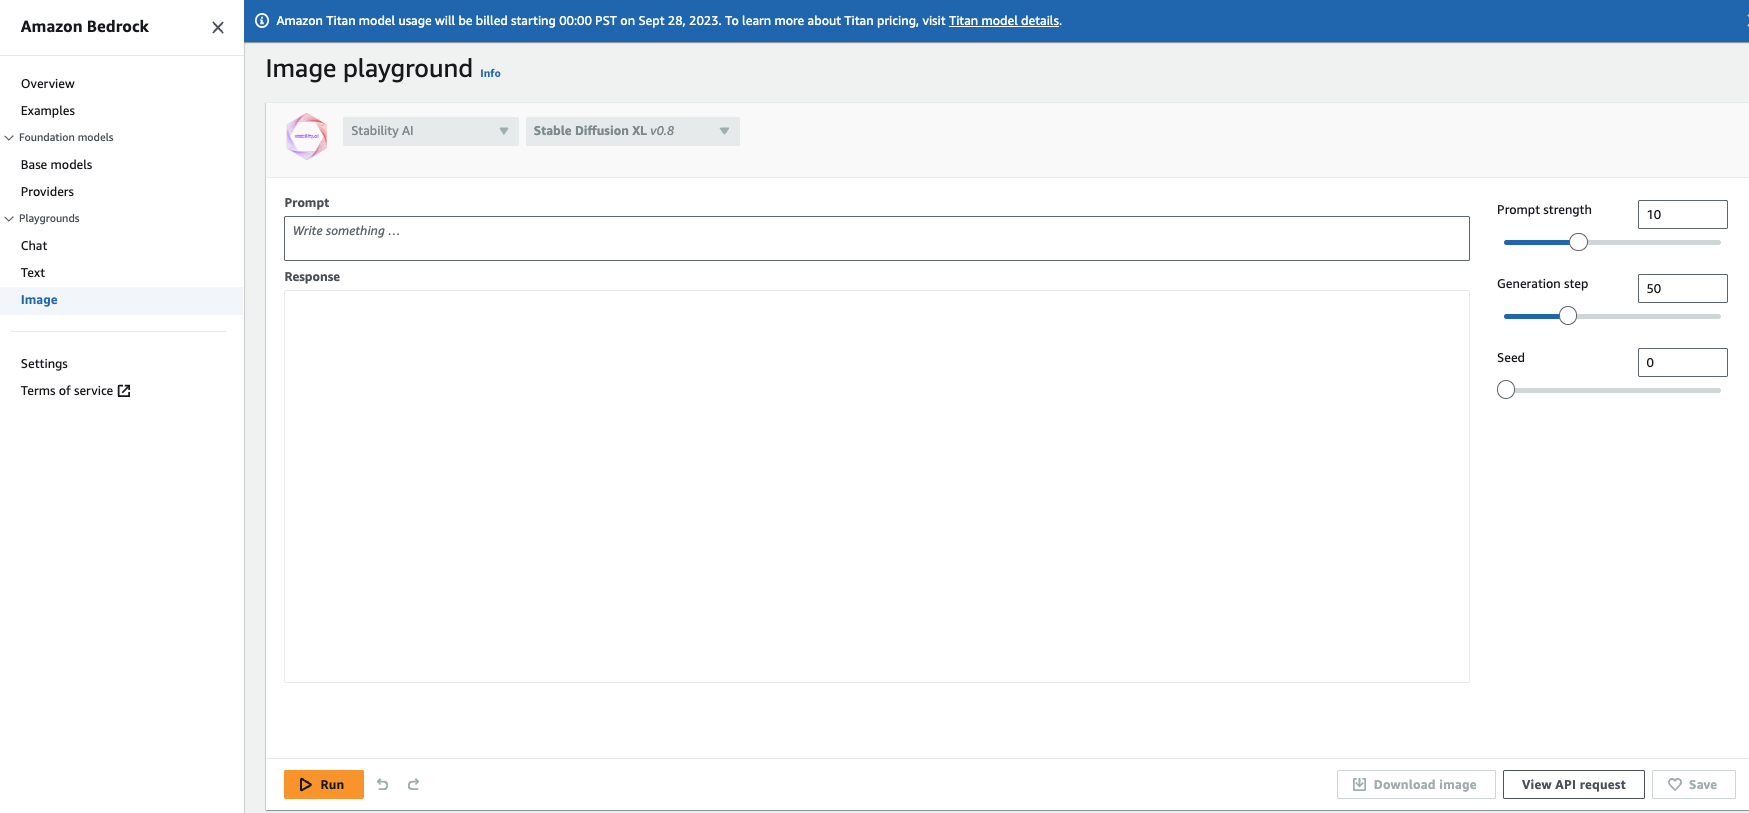 Amazon Bedrock
Overview
Examples
Foundation models
Base models
Providers
Playgrounds
Chat
Text
Image
Settings
Terms of service
Amazon Titan model usage will be billed starting 00:00 PST on Sept 28, 2023. To learn more about Titan pricing, visit Titan model details.
Image playground Info
stability.ai
Stability AI
Stable Diffusion XL v0.8
Prompt
Write something ...
Response
Prompt strength 10
Generation step 50
Seed 0
Run
Download image
View API request
Save